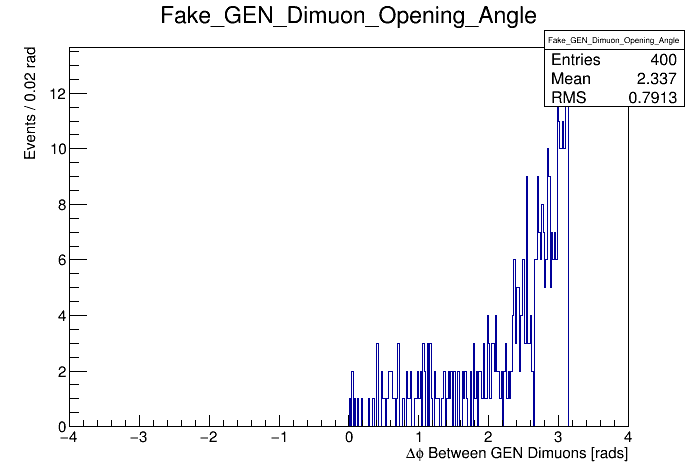 Fake_GEN_Dimuon_Opening_Angle
Fake_GEN_Dimuon_Opening_Angle
Entries 400
Mean 2.337
RMS 0.7913
Events / 0.02 rad
12
10
8
6
4
2
0
−4 −3 −2 −1 0 1 2 3 4
Δϕ Between GEN Dimuons [rads]